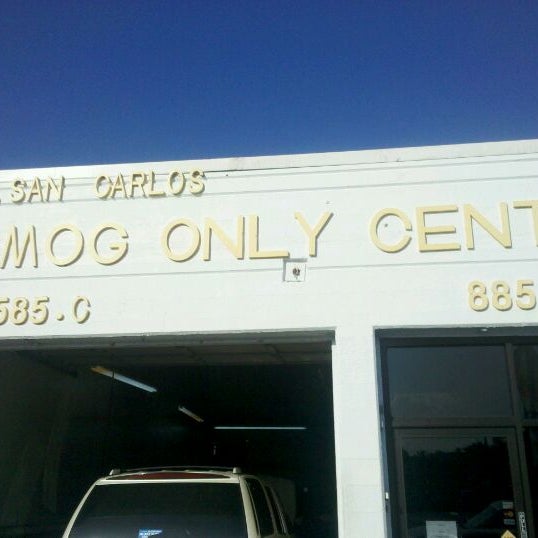 . SAN CARLOS
MOG ONLY CENT
585.C
885